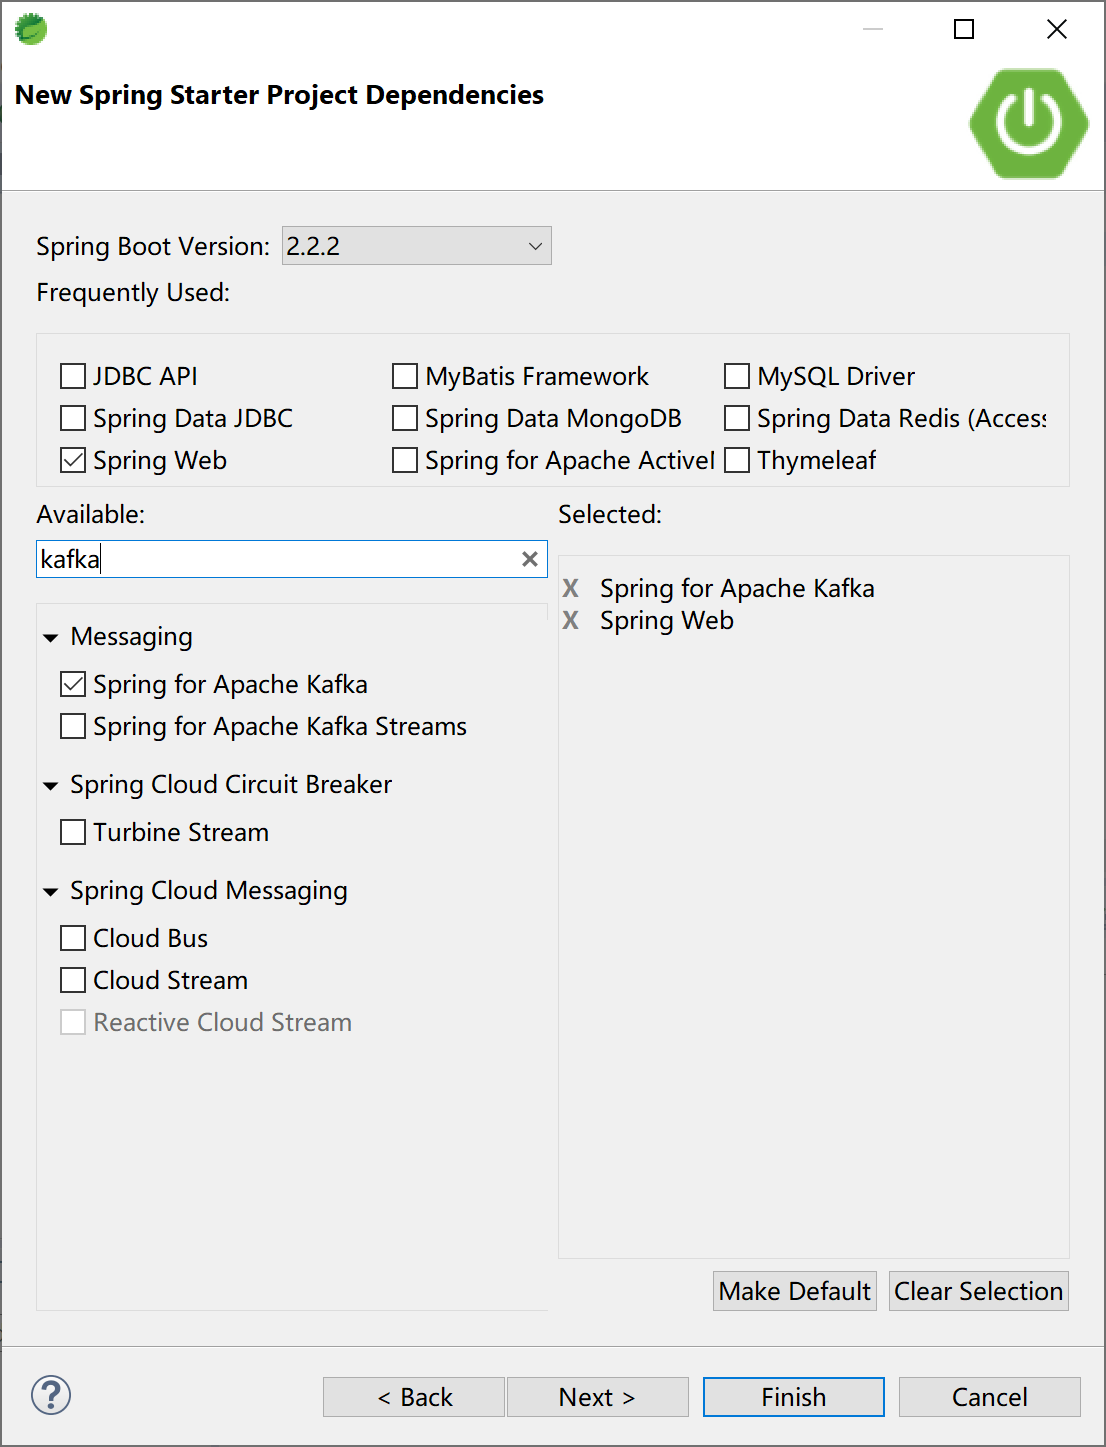 New Spring Starter Project Dependencies
Spring Boot Version: 2.2.2
Frequently Used:
JDBC API MyBatis Framework MySQL Driver
Spring Data JDBC Spring Data MongoDB Spring Data Redis (Access
Spring Web Spring for Apache Active Thymeleaf
Available: Selected:
kafka
X Spring for Apache Kafka
X Spring Web
Messaging
Spring for Apache Kafka
Spring for Apache Kafka Streams
Spring Cloud Circuit Breaker
Turbine Stream
Spring Cloud Messaging
Cloud Bus
Cloud Stream
Reactive Cloud Stream
Make Default Clear Selection
? < Back Next > Finish Cancel